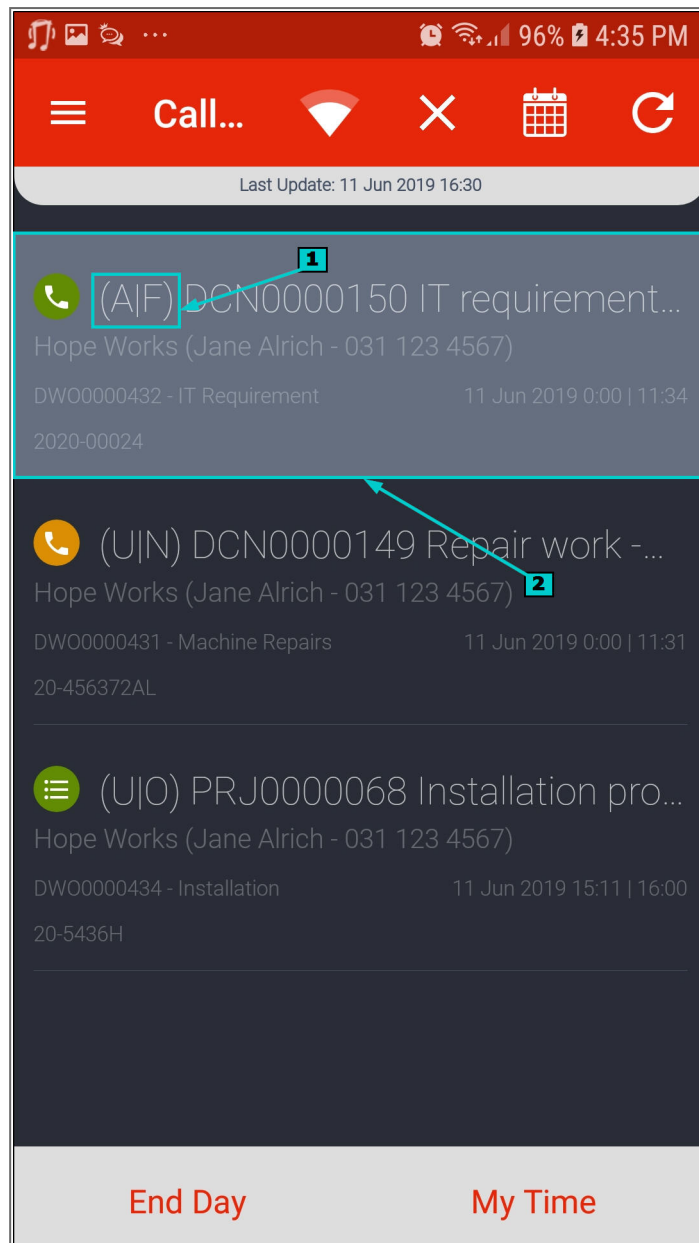 96% 4:35 PM
Call...
Last Update: 11 Jun 2019 16:30
1
(A|F) DCN0000150 IT requirement...
Hope Works (Jane Alrich - 031 123 4567)
DWO0000432 - IT Requirement 11 Jun 2019 0:00 | 11:34
2020-00024
(U|N) DCN0000149 Repair work -...
Hope Works (Jane Alrich - 031 123 4567)
2
DWO0000431 - Machine Repairs 11 Jun 2019 0:00 | 11:31
20-456372AL
(U|O) PRJ0000068 Installation pro...
Hope Works (Jane Alrich - 031 123 4567)
DWO0000434 - Installation 11 Jun 2019 15:11 | 16:00
20-5436H
End Day My Time